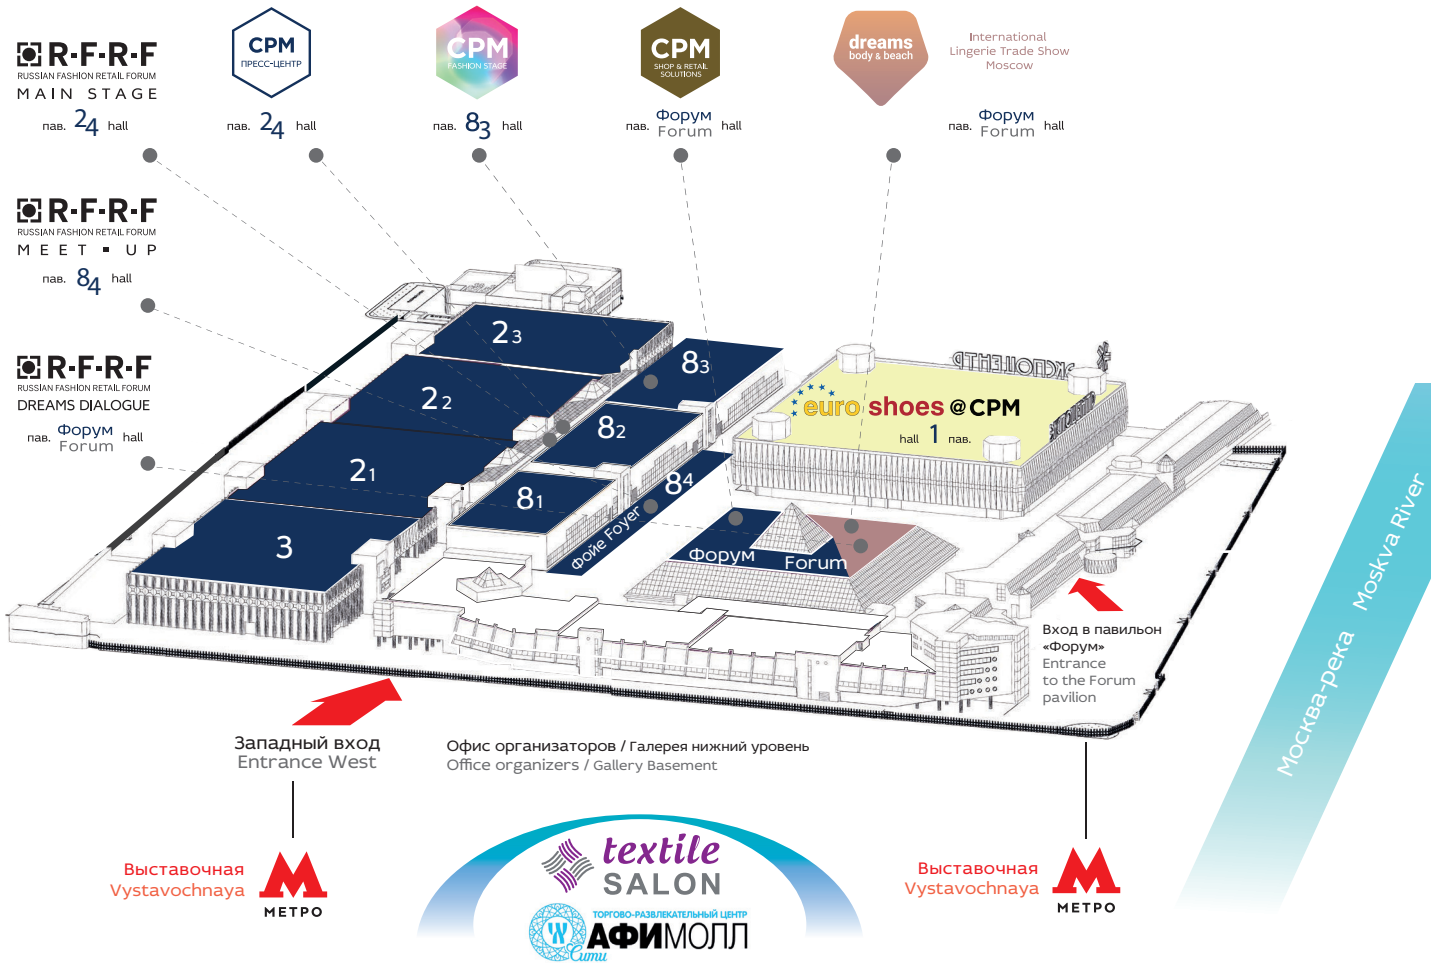 R-F-R-F
RUSSIAN FASHION RETAIL FORUM
MAIN STAGE
пав. 24 hall
CPM
ПРЕСС-ЦЕНТР
пав. 24 hall
CPM
FASHION STAGE
пав. 83 hall
CPM
SHOP & RETAIL
SOLUTIONS
Форум
пав. Forum hall
dreams
body & beach
International
Lingerie Trade Show
Moscow
Форум
пав. Forum hall
R-F-R-F
RUSSIAN FASHION RETAIL FORUM
MEET ▪ UP
пав. 84 hall
R-F-R-F
RUSSIAN FASHION RETAIL FORUM
DREAMS DIALOGUE
Форум
пав. Forum hall
23
22
21
3
83
82
81
84
Фойе Foyer
ЭКСПОЦЕНТР
euro shoes @ CPM
hall 1 пав.
Форум Forum
Вход в павильон
«Форум»
Entrance
to the Forum
pavilion
Москва-река Moskva River
Западный вход
Entrance West
Офис организаторов / Галерея нижний уровень
Office organizers / Gallery Basement
Выставочная
Vystavochnaya
МЕТРО
textile
SALON
ТОРГОВО-РАЗВЛЕКАТЕЛЬНЫЙ ЦЕНТР
АФИМОЛЛ
Сити
Выставочная
Vystavochnaya
МЕТРО